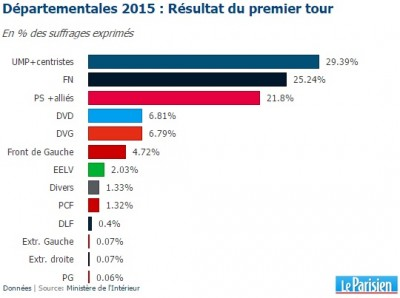 Départementales 2015 : Résultat du premier tour
En % des suffrages exprimés
UMP+centristes 29.39%
FN 25.24%
PS +alliés 21.8%
DVD 6.81%
DVG 6.79%
Front de Gauche 4.72%
EELV 2.03%
Divers 1.33%
PCF 1.32%
DLF 0.4%
Extr. Gauche 0.07%
Extr. droite 0.07%
PG 0.06%
Données | Sources: Ministère de l'Intérieur
Le Parisien